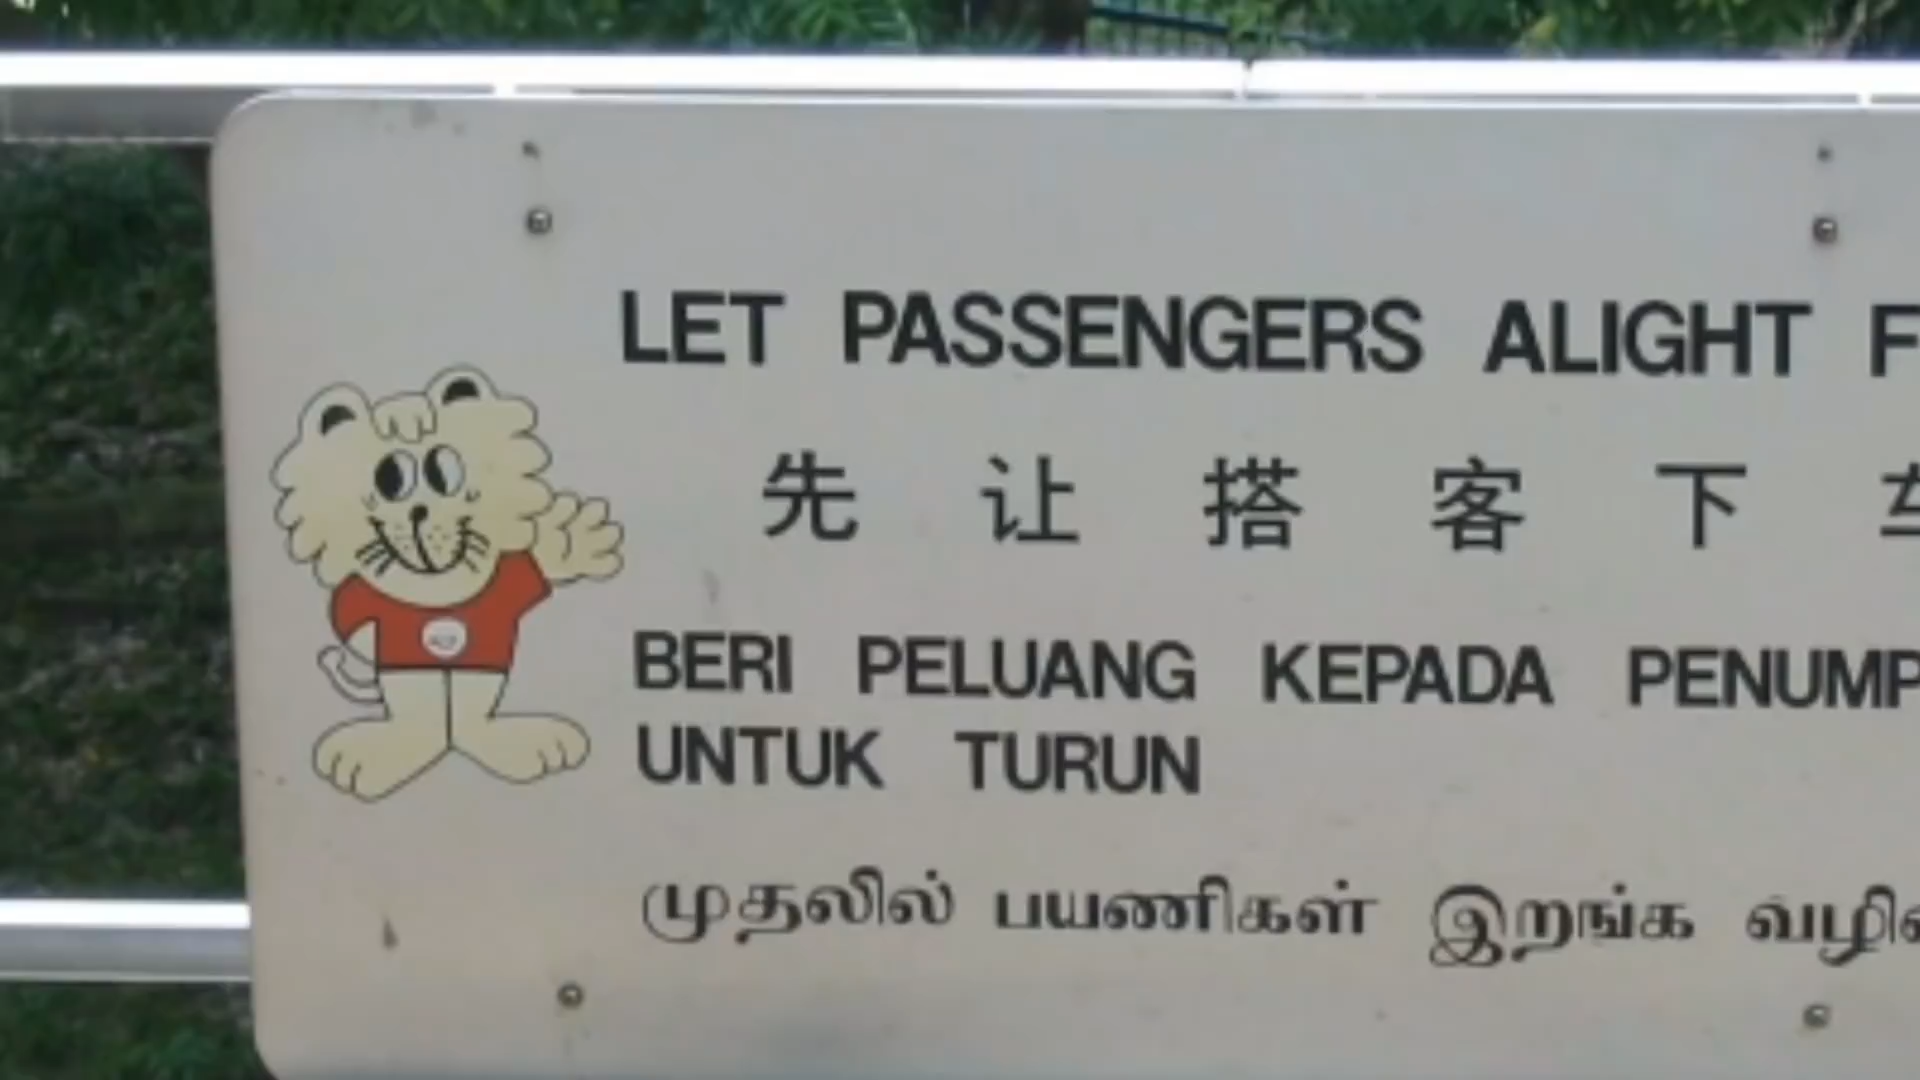 LET PASSENGERS ALIGHT
先 让 搭 客 下
BERI PELUANG KEPADA
UNTUK TURUN
முதலில் பயணிகள் இறங்க